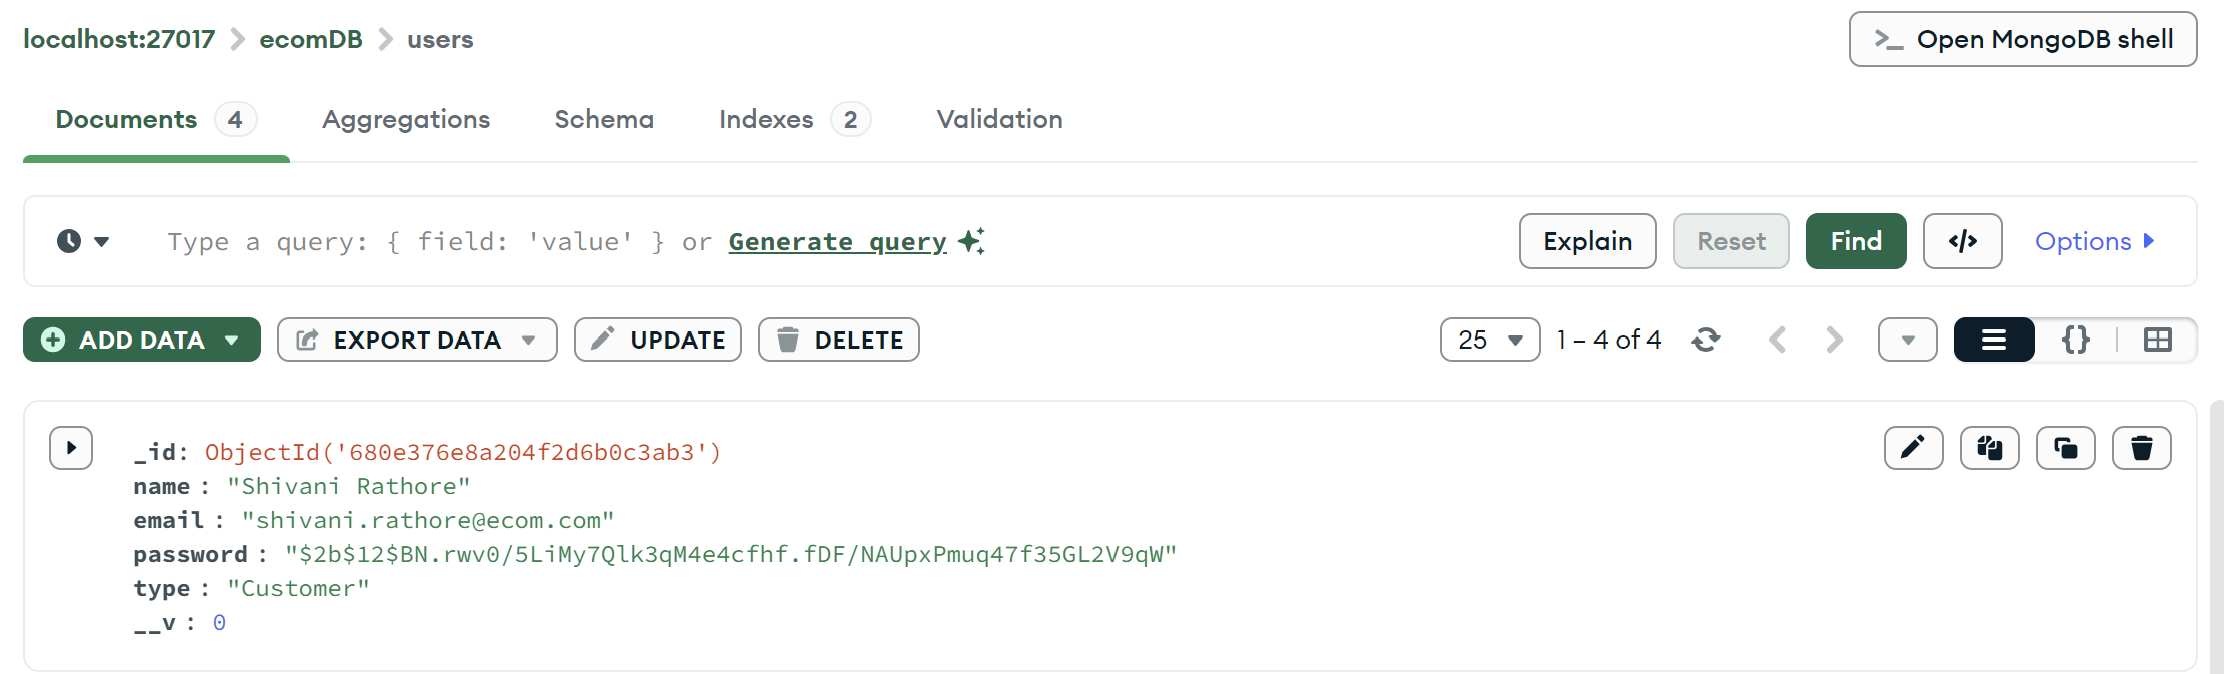 localhost:27017 > ecomDB > users
>_ Open MongoDB shell
Documents 4 Aggregations Schema Indexes 2 Validation
Type a query: { field: 'value' } or Generate query
Explain Reset Find </> Options
ADD DATA EXPORT DATA UPDATE DELETE
25 1 – 4 of 4 {}
_id: ObjectId('680e376e8a204f2d6b0c3ab3')
name : "Shivani Rathore"
email : "shivani.rathore@ecom.com"
password : "$2b$12$BN.rwv0/5LiMy7Qlk3qM4e4cfhf.fDF/NAUpxPmuq47f35GL2V9qW"
type : "Customer"
__v : 0